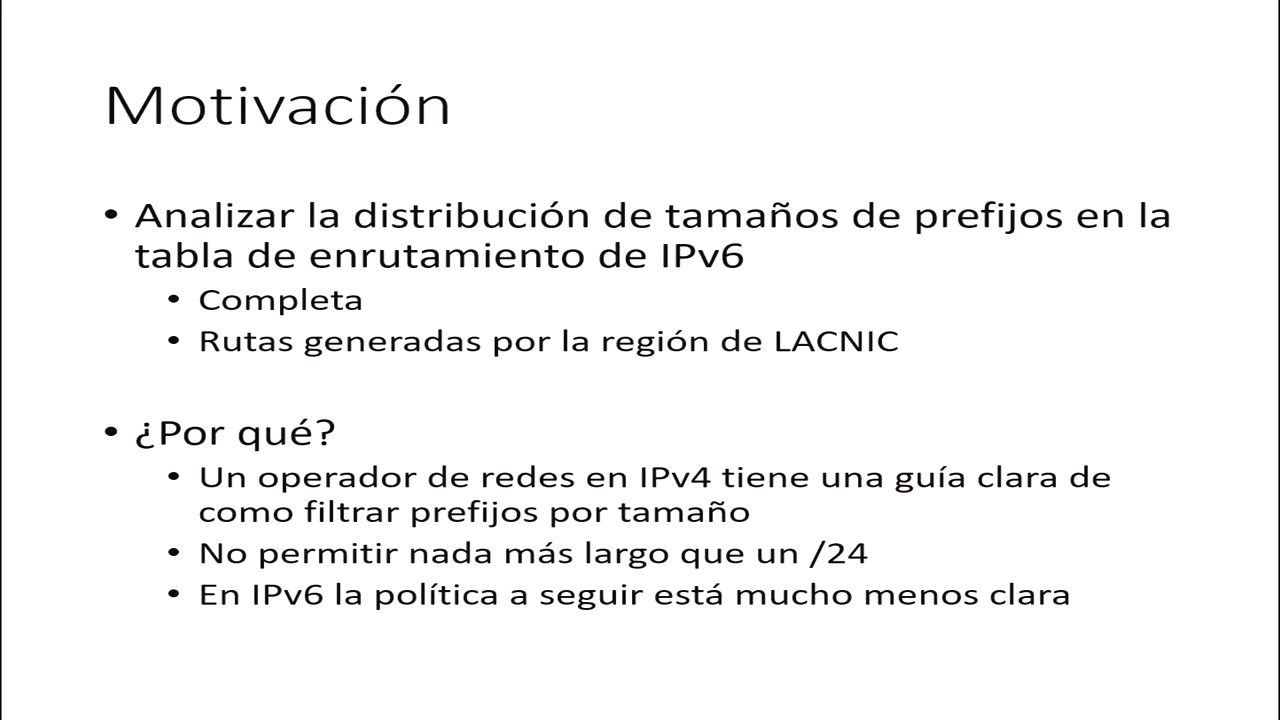 Motivación
• Analizar la distribución de tamaños de prefijos en la
tabla de enrutamiento de IPv6
• Completa
• Rutas generadas por la región de LACNIC
• ¿Por qué?
• Un operador de redes en IPv4 tiene una guía clara de
como filtrar prefijos por tamaño
• No permitir nada más largo que un /24
• En IPv6 la política a seguir está mucho menos clara